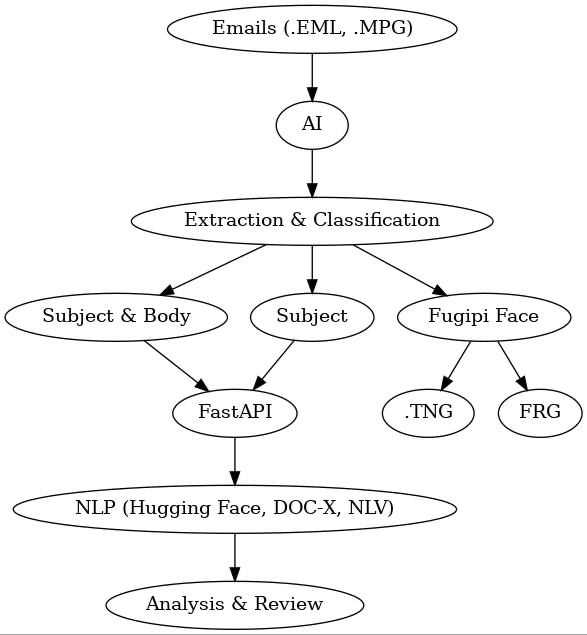 Emails (.EML, .MPG)
AI
Extraction & Classification
Subject & Body
Subject
Fugipi Face
FastAPI
.TNG
FRG
NLP (Hugging Face, DOC-X, NLV)
Analysis & Review